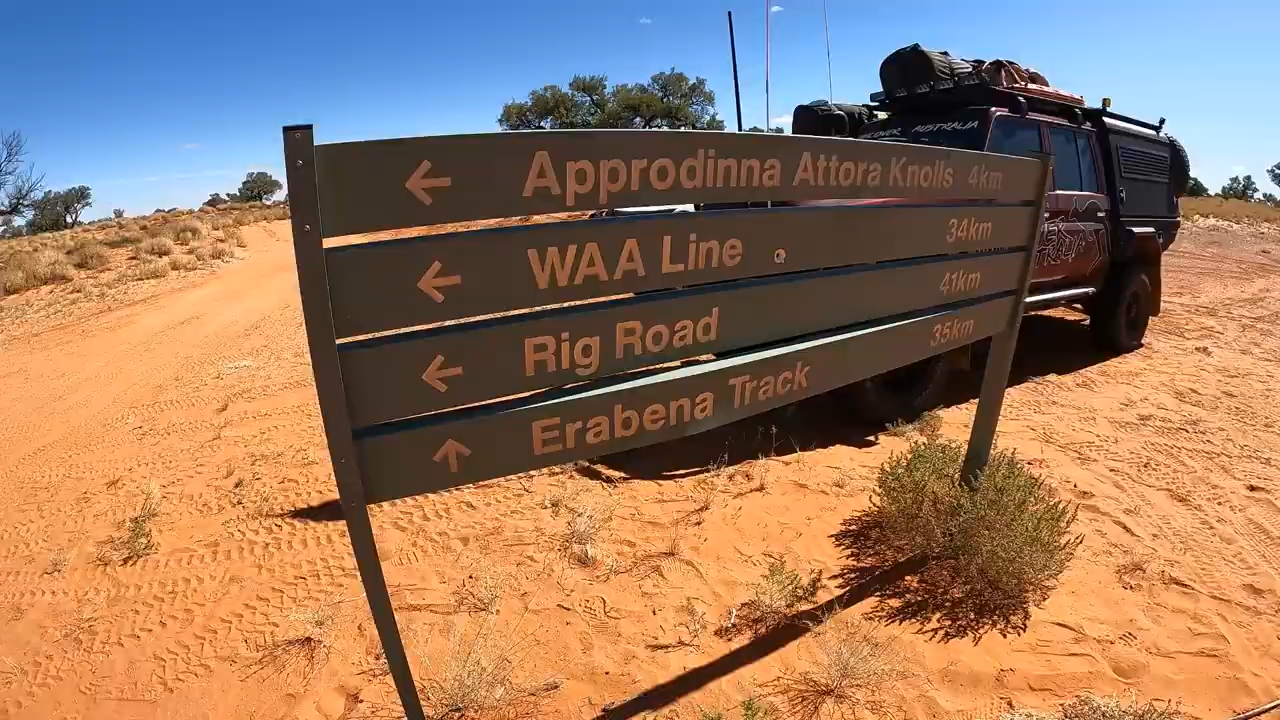 ← Approdinna Attora Knolls 4km
← WAA Line 34km
← Rig Road 41km
↑ Erabena Track 35km
AUSTRALIA